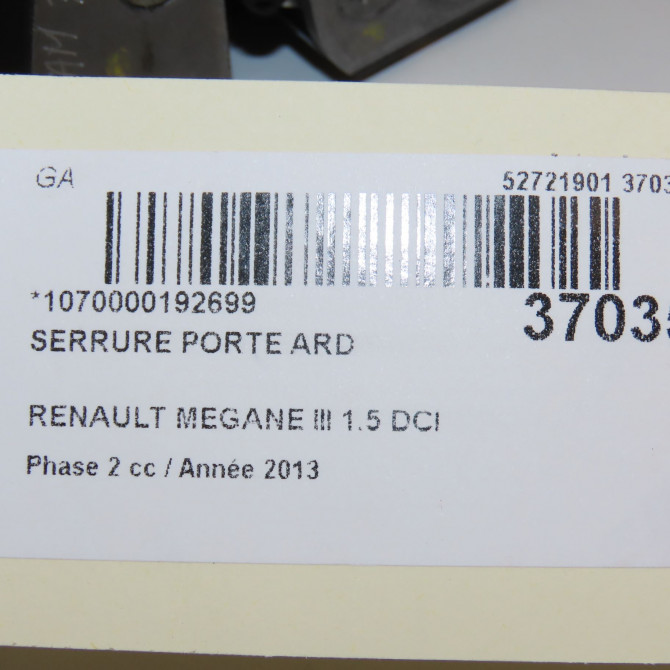 GA
52721901 3703
*1070000192699
3703
SERRURE PORTE ARD
RENAULT MEGANE III 1.5 DCI
Phase 2 cc / Année 2013